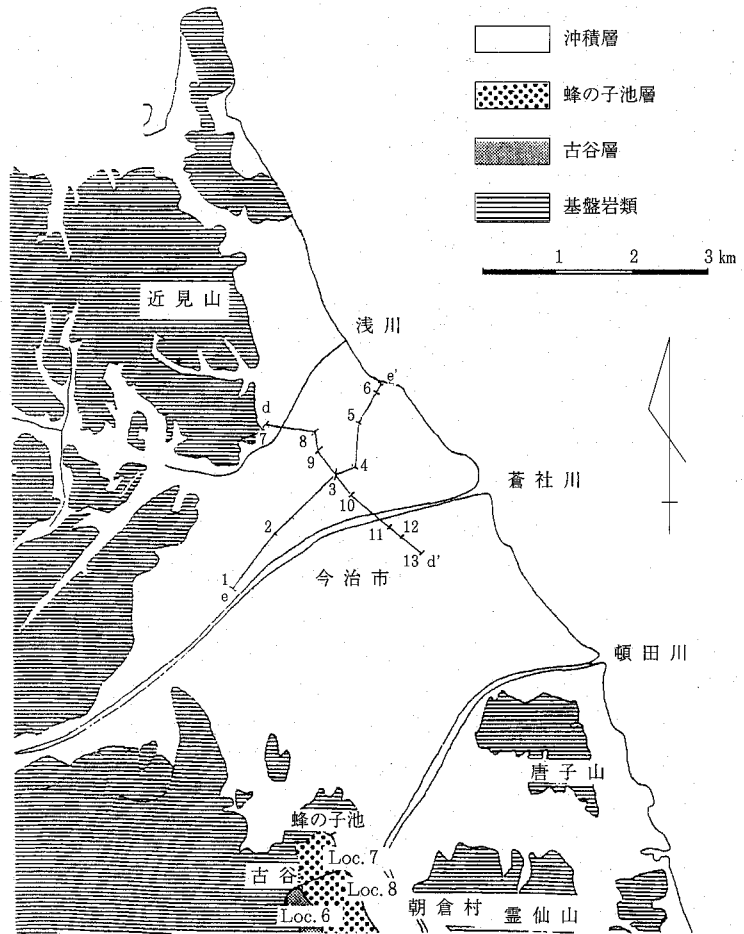 沖積層
蜂の子池層
古谷層
基盤岩類
1 2 3 km
近見山
浅川
e'
6
5
d
7
8
9
4
3
10
蒼社川
2
11 12
13 d'
1
e
今治市
頓田川
唐子山
蜂の子池
Loc. 7
古谷
Loc. 8
Loc. 6
朝倉村
霊仙山